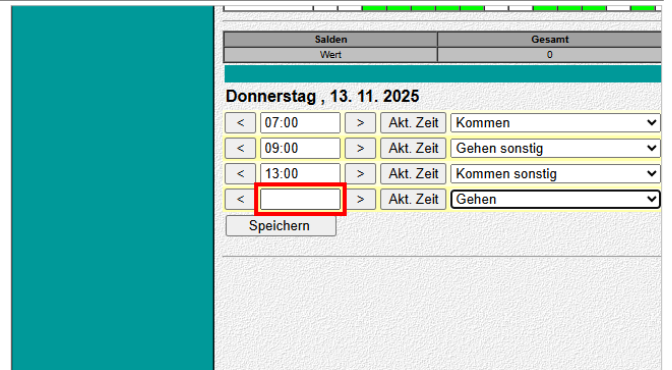 Salden Gesamt
Wert 0
Donnerstag , 13. 11. 2025
< 07:00 > Akt. Zeit Kommen
< 09:00 > Akt. Zeit Gehen sonstig
< 13:00 > Akt. Zeit Kommen sonstig
< > Akt. Zeit Gehen
Speichern